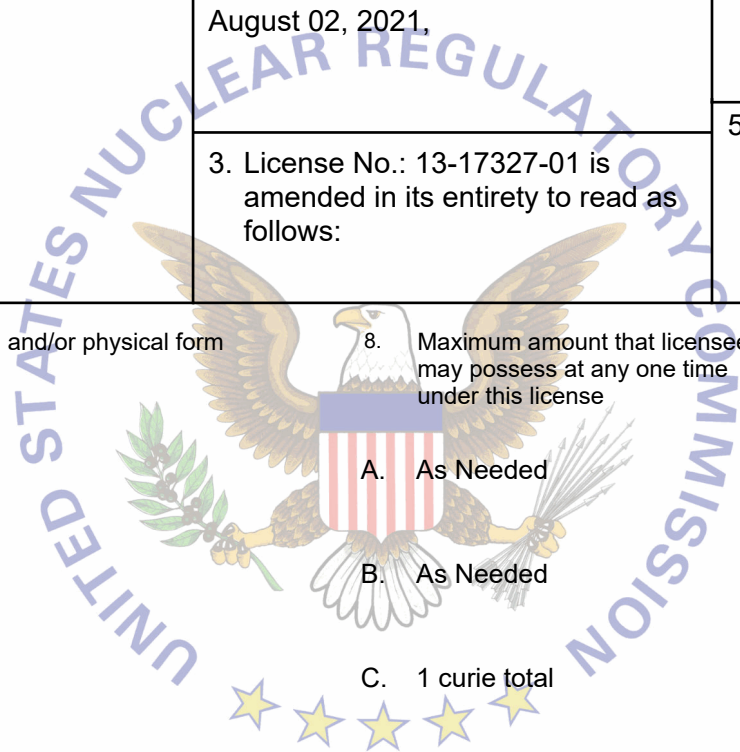 August 02, 2021,
5
3. License No.: 13-17327-01 is
amended in its entirety to read as
follows:
and/or physical form
8. Maximum amount that licensee
may possess at any one time
under this license
A. As Needed
B. As Needed
C. 1 curie total
UNITED STATES NUCLEAR REGULATORY COMMISSION